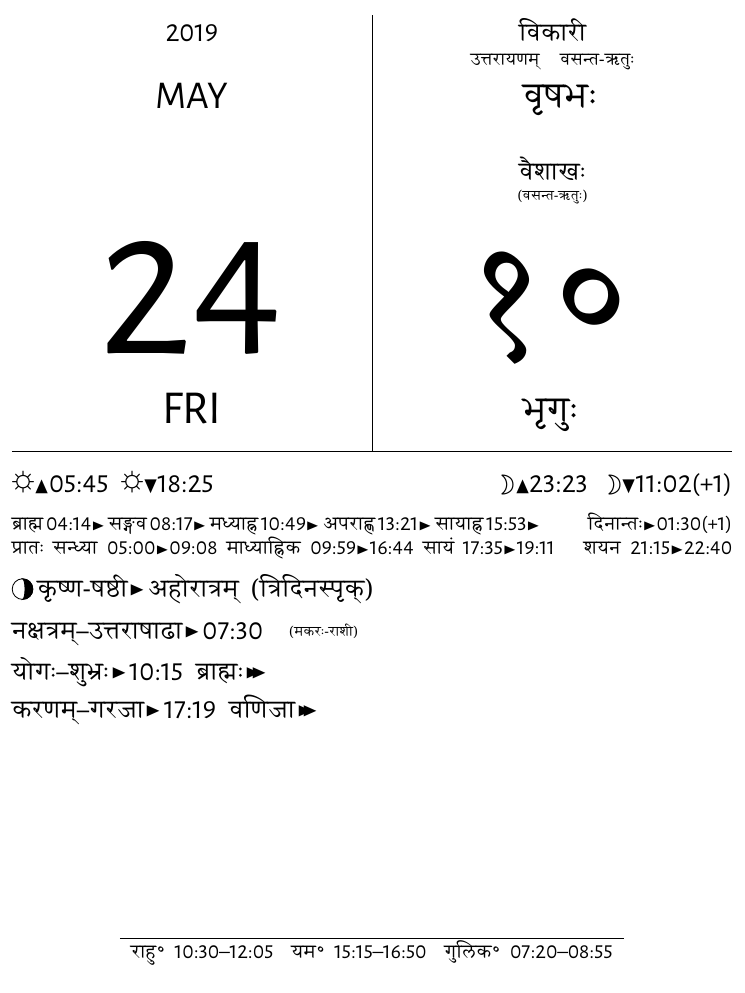 2019
MAY
24
FRI
विकारी
उत्तरायणम् वसन्त-ऋतुः
वृषभः
वैशाखः
(वसन्त-ऋतुः)
१०
भृगुः
☼▲05:45 ☼▼18:25 ☽▲23:23 ☽▼11:02(+1)
ब्राह्म 04:14► सङ्गव 08:17► मध्याह्न 10:49► अपराह्ण 13:21► सायाह्न 15:53► दिनान्तः►01:30(+1)
प्रातः सन्ध्या 05:00►09:08 माध्याह्निक 09:59►16:44 सायं 17:35►19:11 शयन 21:15►22:40
कृष्ण-षष्ठी► अहोरात्रम् (त्रिदिनस्पृक्)
नक्षत्रम्–उत्तराषाढा►07:30 (मकरः-राशी)
योगः–शुभ्रः►10:15 ब्राह्मः►►
करणम्–गरजा►17:19 वणिजा►►
राहु° 10:30–12:05 यम° 15:15–16:50 गुलिक° 07:20–08:55